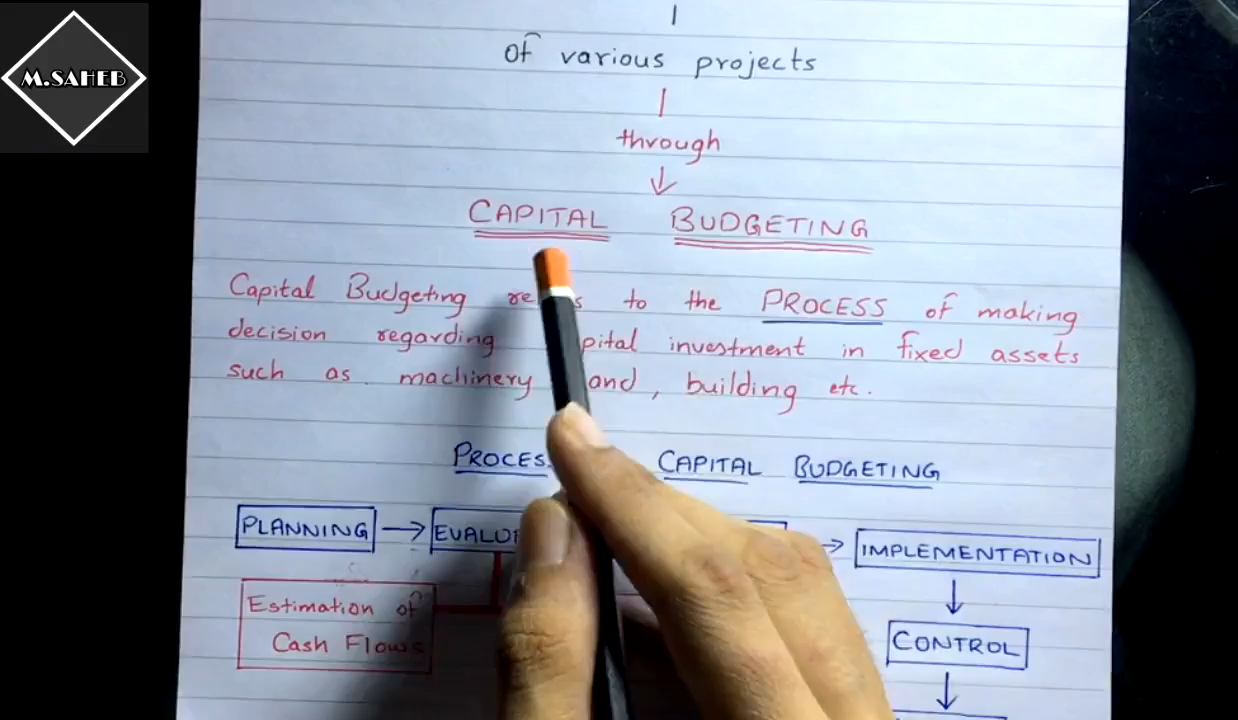 M.SAHEB
of various projects
through
CAPITAL BUDGETING
Capital Budgeting to the PROCESS of making
decision regarding investment in fixed assets
such as machinery building etc.
CAPITAL BUDGETING
PLANNING
IMPLEMENTATION
Estimation of
Cash Flows
CONTROL